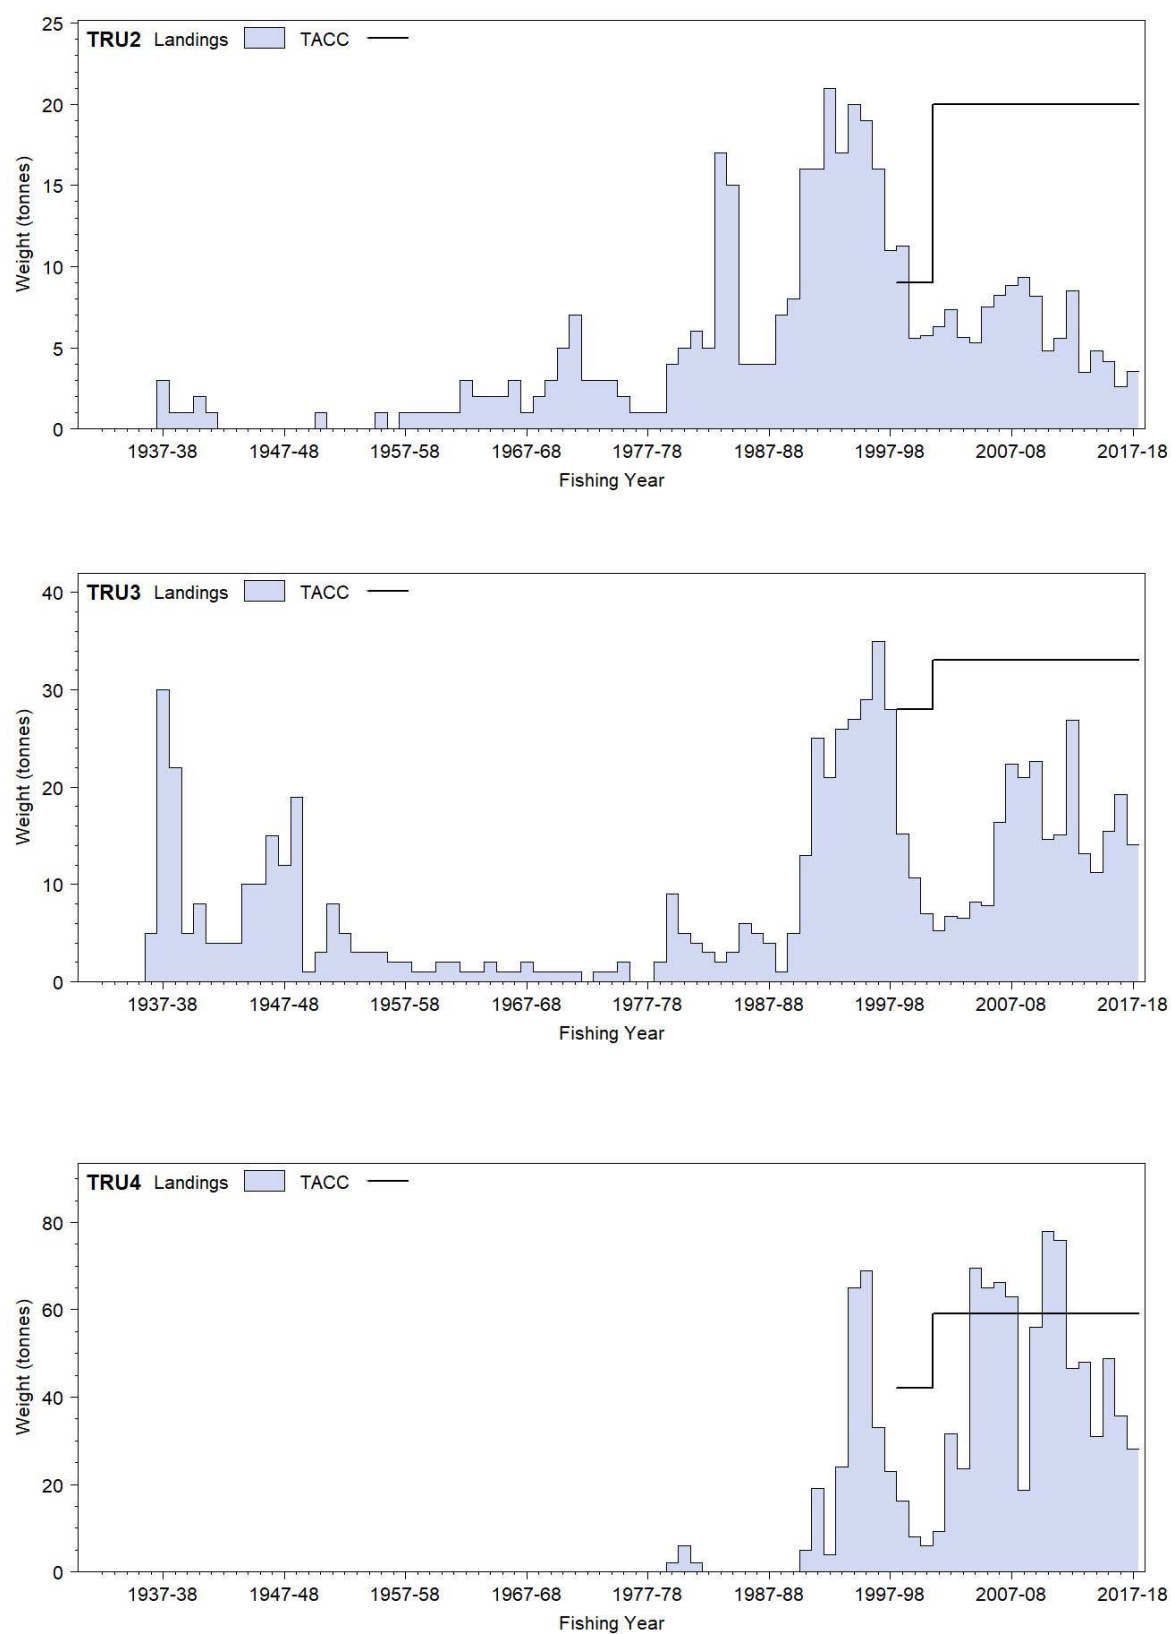 25
TRU2 Landings TACC
20
15
10
5
0
Weight (tonnes)
1937-38 1947-48 1957-58 1967-68 1977-78 1987-88 1997-98 2007-08 2017-18
Fishing Year
40
TRU3 Landings TACC
30
20
10
0
Weight (tonnes)
1937-38 1947-48 1957-58 1967-68 1977-78 1987-88 1997-98 2007-08 2017-18
Fishing Year
TRU4 Landings TACC
80
60
40
20
0
Weight (tonnes)
1937-38 1947-48 1957-58 1967-68 1977-78 1987-88 1997-98 2007-08 2017-18
Fishing Year